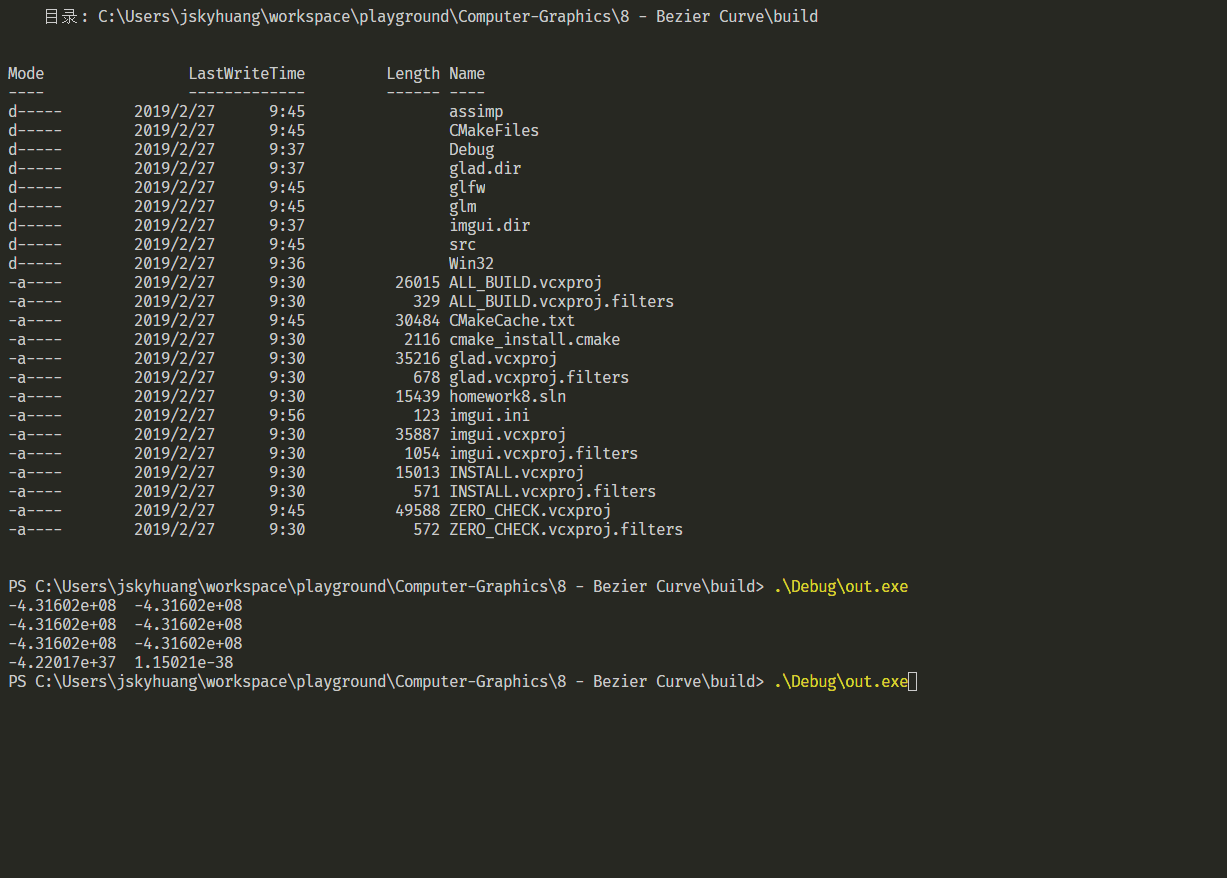 目录: C:\Users\jskyhuang\workspace\playground\Computer-Graphics\8 - Bezier Curve\build
Mode                LastWriteTime         Length Name
----                -------------         ------ ----
d-----        2019/2/27      9:45                assimp
d-----        2019/2/27      9:45                CMakeFiles
d-----        2019/2/27      9:37                Debug
d-----        2019/2/27      9:37                glad.dir
d-----        2019/2/27      9:45                glfw
d-----        2019/2/27      9:45                glm
d-----        2019/2/27      9:37                imgui.dir
d-----        2019/2/27      9:45                src
d-----        2019/2/27      9:36                Win32
-a----        2019/2/27      9:30          26015 ALL_BUILD.vcxproj
-a----        2019/2/27      9:30            329 ALL_BUILD.vcxproj.filters
-a----        2019/2/27      9:45          30484 CMakeCache.txt
-a----        2019/2/27      9:30           2116 cmake_install.cmake
-a----        2019/2/27      9:30          35216 glad.vcxproj
-a----        2019/2/27      9:30            678 glad.vcxproj.filters
-a----        2019/2/27      9:30          15439 homework8.sln
-a----        2019/2/27      9:56            123 imgui.ini
-a----        2019/2/27      9:30          35887 imgui.vcxproj
-a----        2019/2/27      9:30           1054 imgui.vcxproj.filters
-a----        2019/2/27      9:30          15013 INSTALL.vcxproj
-a----        2019/2/27      9:30            571 INSTALL.vcxproj.filters
-a----        2019/2/27      9:45          49588 ZERO_CHECK.vcxproj
-a----        2019/2/27      9:30            572 ZERO_CHECK.vcxproj.filters
PS C:\Users\jskyhuang\workspace\playground\Computer-Graphics\8 - Bezier Curve\build> .\Debug\out.exe
-4.31602e+08  -4.31602e+08
-4.31602e+08  -4.31602e+08
-4.31602e+08  -4.31602e+08
-4.22017e+37  1.15021e-38
PS C:\Users\jskyhuang\workspace\playground\Computer-Graphics\8 - Bezier Curve\build> .\Debug\out.exe